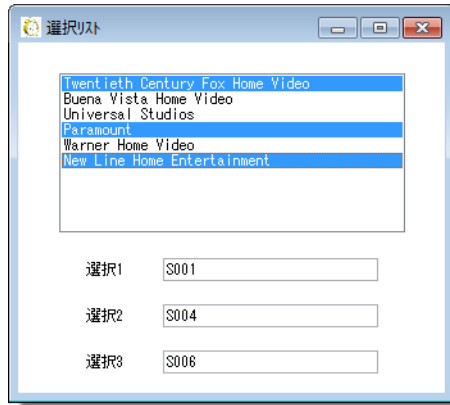 選択リスト
Twentieth Century Fox Home Video
Buena Vista Home Video
Universal Studios
Paramount
Warner Home Video
New Line Home Entertainment
選択1 S001
選択2 S004
選択3 S006